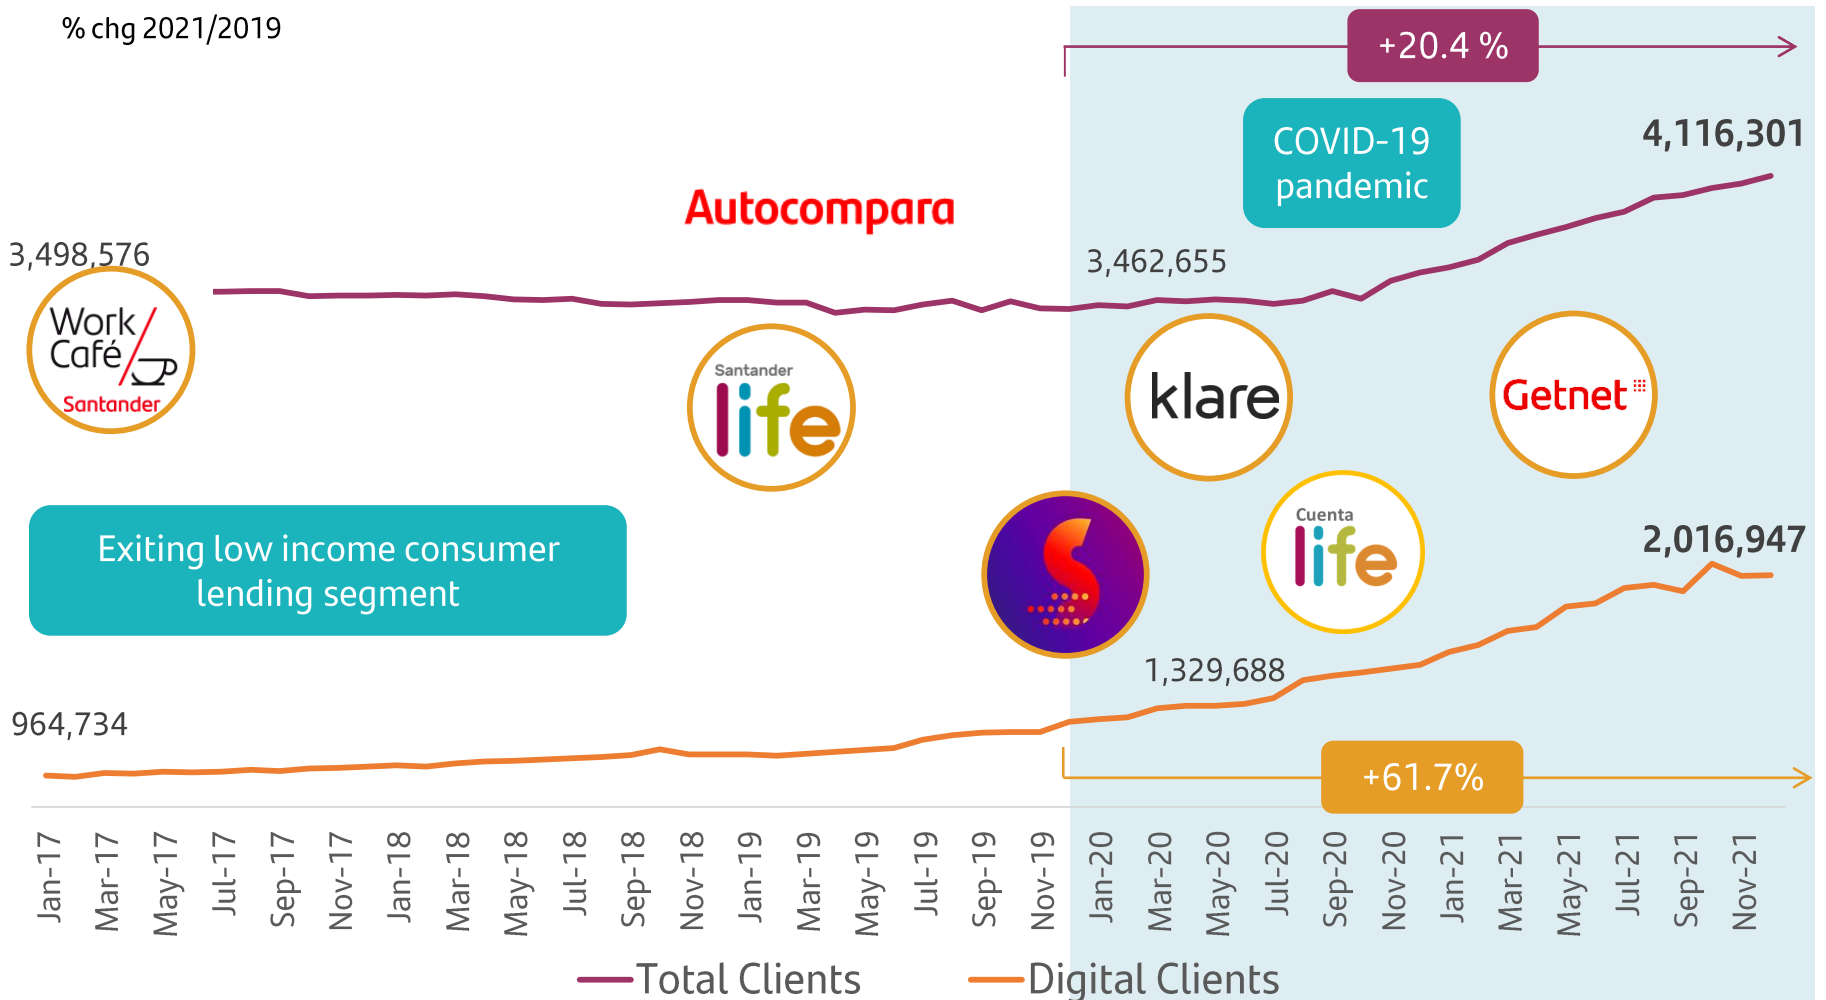 % chg 2021/2019
+20.4 %
COVID-19
pandemic
4,116,301
Autocompara
3,498,576
3,462,655
Work
Café
Santander
Santander
life
klare
Getnet
Cuenta
life
Exiting low income consumer
lending segment
S
2,016,947
1,329,688
964,734
+61.7%
Jan-17
Mar-17
May-17
Jul-17
Sep-17
Nov-17
Jan-18
Mar-18
May-18
Jul-18
Sep-18
Nov-18
Jan-19
Mar-19
May-19
Jul-19
Sep-19
Nov-19
Jan-20
Mar-20
May-20
Jul-20
Sep-20
Nov-20
Jan-21
Mar-21
May-21
Jul-21
Sep-21
Nov-21
Total Clients
Digital Clients